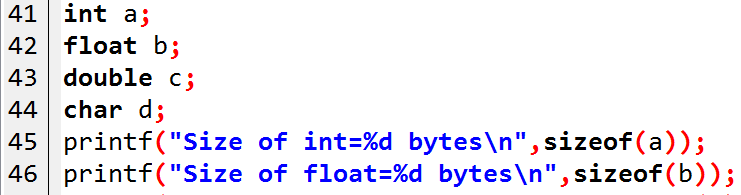 41 int a;
42 float b;
43 double c;
44 char d;
45 printf("Size of int=%d bytes\n",sizeof(a));
46 printf("Size of float=%d bytes\n",sizeof(b));